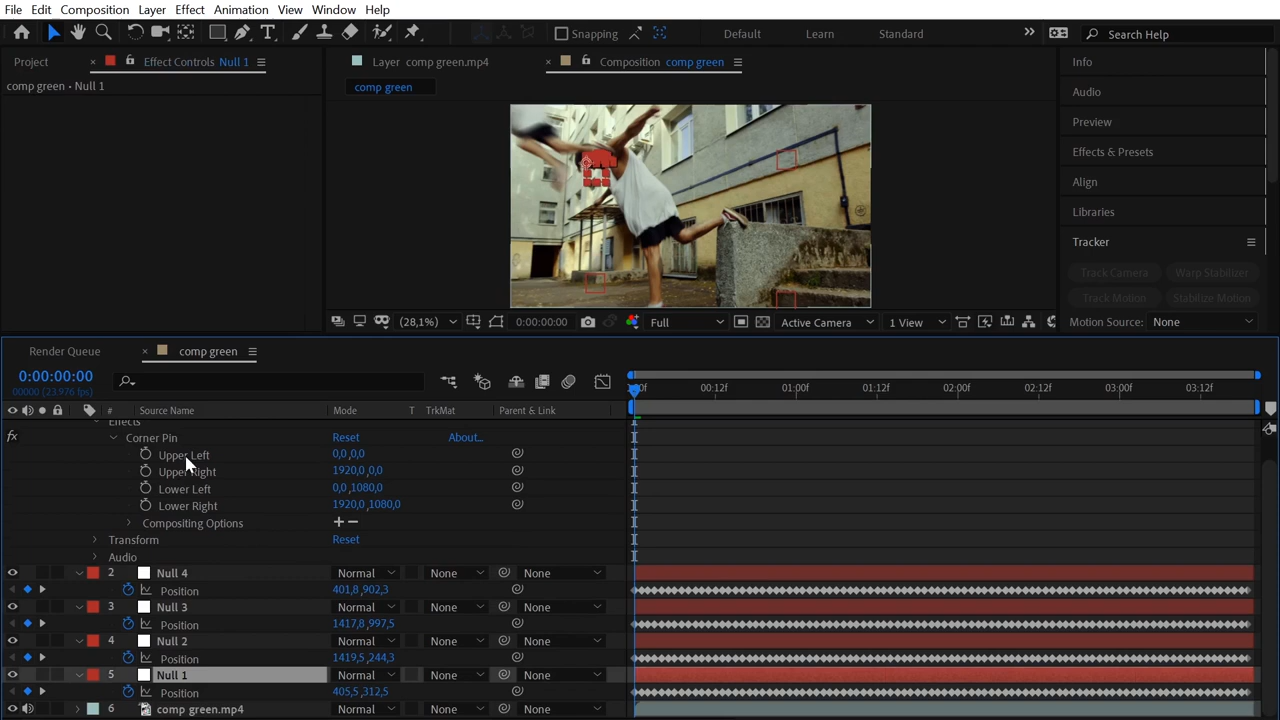 File Edit Composition Layer Effect Animation View Window Help
Snapping Default Learn Standard Search Help
Project Effect Controls Null 1 Layer comp green.mp4 Composition comp green Info
comp green • Null 1 comp green Audio
Preview
Effects & Presets
Align
Libraries
Tracker
Track Camera Warp Stabilizer
Track Motion Stabilize Motion
(28,1%) 0:00:00:00 Full Active Camera 1 View Motion Source: None
Render Queue comp green
0:00:00:00
00000 (23.976 fps)
00:12f 01:00f 01:12f 02:00f 02:12f 03:00f 03:12f
# Source Name Mode T TrkMat Parent & Link
Effects
fx Corner Pin Reset About...
Upper Left 0,0,0,0
Upper Right 1920,0,0,0
Lower Left 0,0,1080,0
Lower Right 1920,0,1080,0
Compositing Options
Transform Reset
Audio
2 Null 4 Normal None None
Position 401,8,902,3
3 Null 3 Normal None None
Position 1417,8,997,5
4 Null 2 Normal None None
Position 1419,5,244,3
5 Null 1 Normal None None
Position 405,5,312,5
6 comp green.mp4 Normal None None